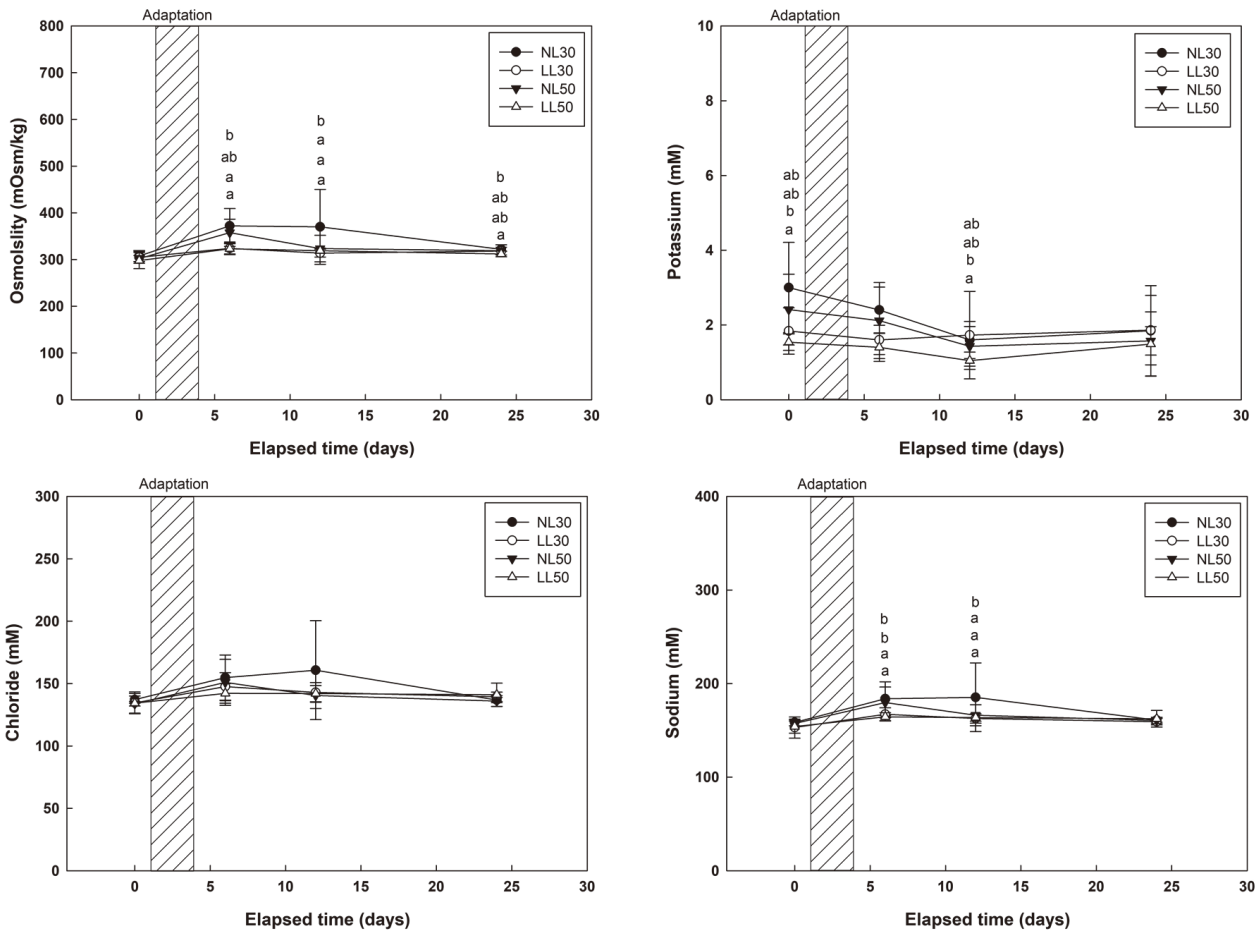 Adaptation
Osmolslity (mOsm/kg)
800
700
600
500
400
300
200
100
0
NL30
LL30
NL50
LL50
b
ab
a
a
b
a
a
a
b
ab
ab
a
0 5 10 15 20 25 30
Elapsed time (days)
Adaptation
Potassium (mM)
10
8
6
4
2
0
NL30
LL30
NL50
LL50
ab
ab
b
a
ab
ab
b
a
0 5 10 15 20 25 30
Elapsed time (days)
Adaptation
Chloride (mM)
300
250
200
150
100
50
0
NL30
LL30
NL50
LL50
0 5 10 15 20 25 30
Elapsed time (days)
Adaptation
Sodium (mM)
400
300
200
100
0
NL30
LL30
NL50
LL50
b
b
a
a
b
a
a
a
0 5 10 15 20 25 30
Elapsed time (days)